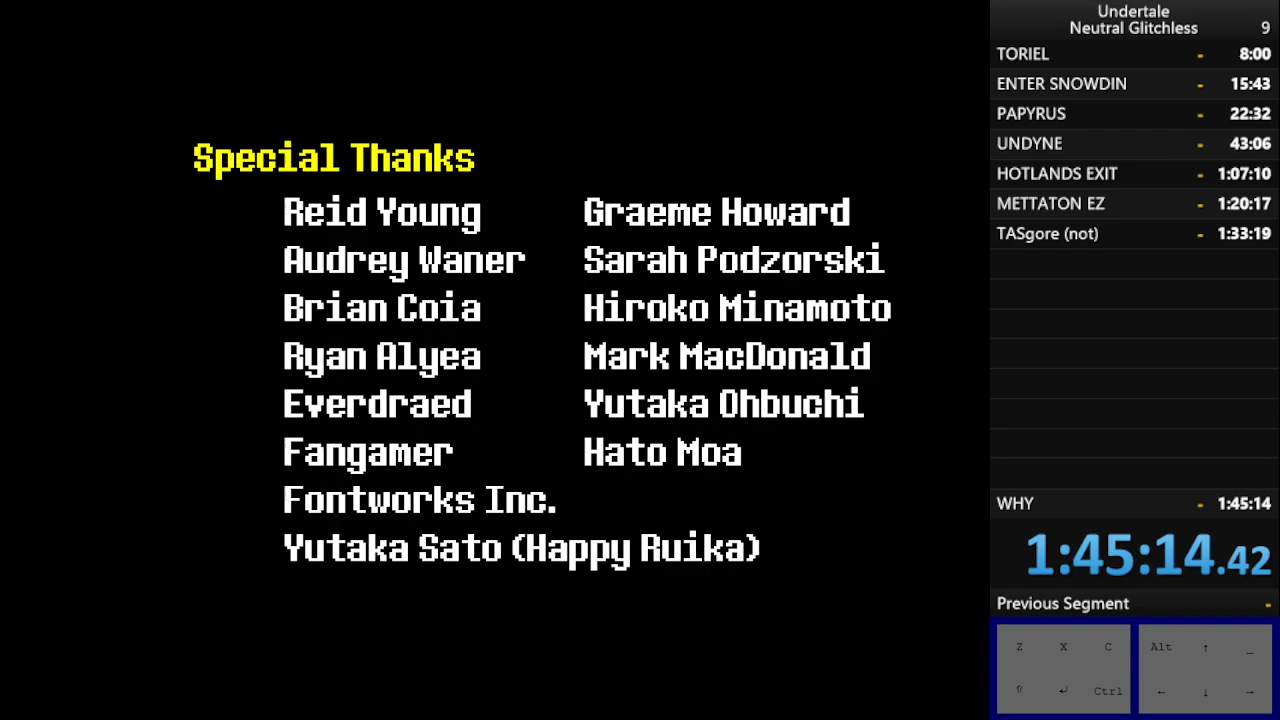 Special Thanks
Reid Young Graeme Howard
Audrey Waner Sarah Podzorski
Brian Coia Hiroko Minamoto
Ryan Alyea Mark MacDonald
Everdraed Yutaka Ohbuchi
Fangamer Hato Moa
Fontworks Inc.
Yutaka Sato (Happy Ruika)
Undertale
Neutral Glitchless 9
TORIEL - 8:00
ENTER SNOWDIN - 15:43
PAPYRUS - 22:32
UNDYNE - 43:06
HOTLANDS EXIT - 1:07:10
METTATON EZ - 1:20:17
TASgore (not) - 1:33:19
WHY - 1:45:14
1:45:14.42
Previous Segment -
Z X C Alt ↑ _
⇧ ↵ Ctrl ← ↓ →